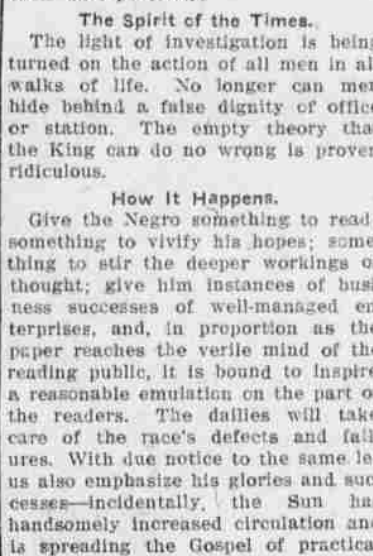 The Spirit of the Times.
The light of investigation is being
turned on the action of all men in al
walks of life. No longer can men
hide behind a false dignity of office
or station. The empty theory that
the King can do no wrong is proven
ridiculous.
How It Happens.
Give the Negro something to read
something to vivify his hopes; some
thing to stir the deeper workings o
thought; give him instances of busi
ness successes of well-managed en
terprises, and, in proportion as the
paper reaches the verile mind of the
reading public, it is bound to inspire
a reasonable emulation on the part o
the readers. The dailies will take
care of the race's defects and fail
ures. With due notice to the same le
us also emphasize his glories and suc
cesses—incidentally, the Sun ha
handsomely increased circulation and
is spreading the Gospel of practica